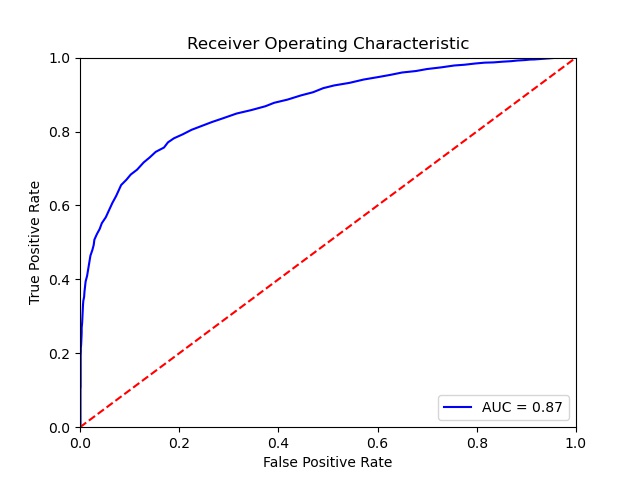 Receiver Operating Characteristic
True Positive Rate
1.0
0.8
0.6
0.4
0.2
0.0
AUC = 0.87
0.0 0.2 0.4 0.6 0.8 1.0
False Positive Rate